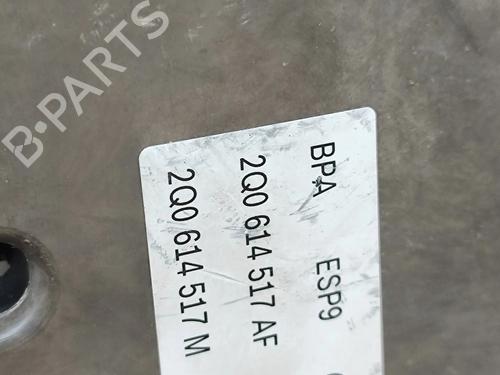 B-PARTS
BPA ESP9
2Q0 614 517 AF
2Q0 614 517 M